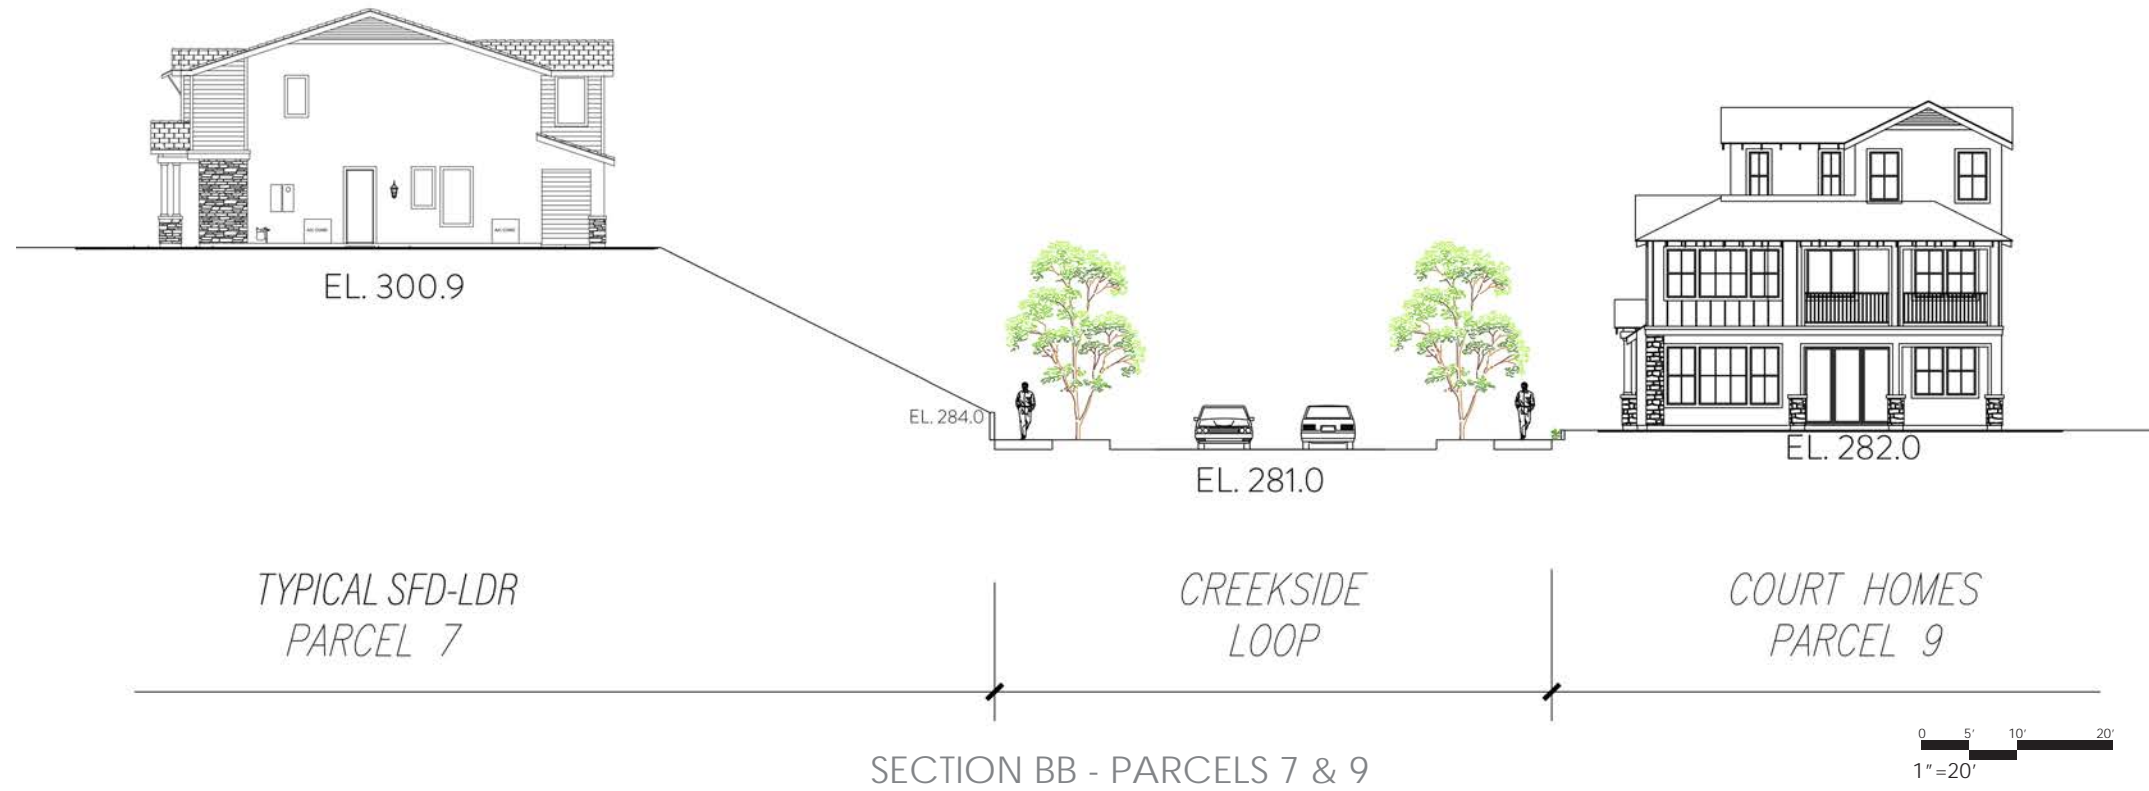 EL. 300.9
EL. 284.0
EL. 281.0
EL. 282.0
TYPICAL SFD-LDR
PARCEL 7
CREEKSIDE
LOOP
COURT HOMES
PARCEL 9
0 5' 10' 20'
1"=20'
SECTION BB - PARCELS 7 & 9